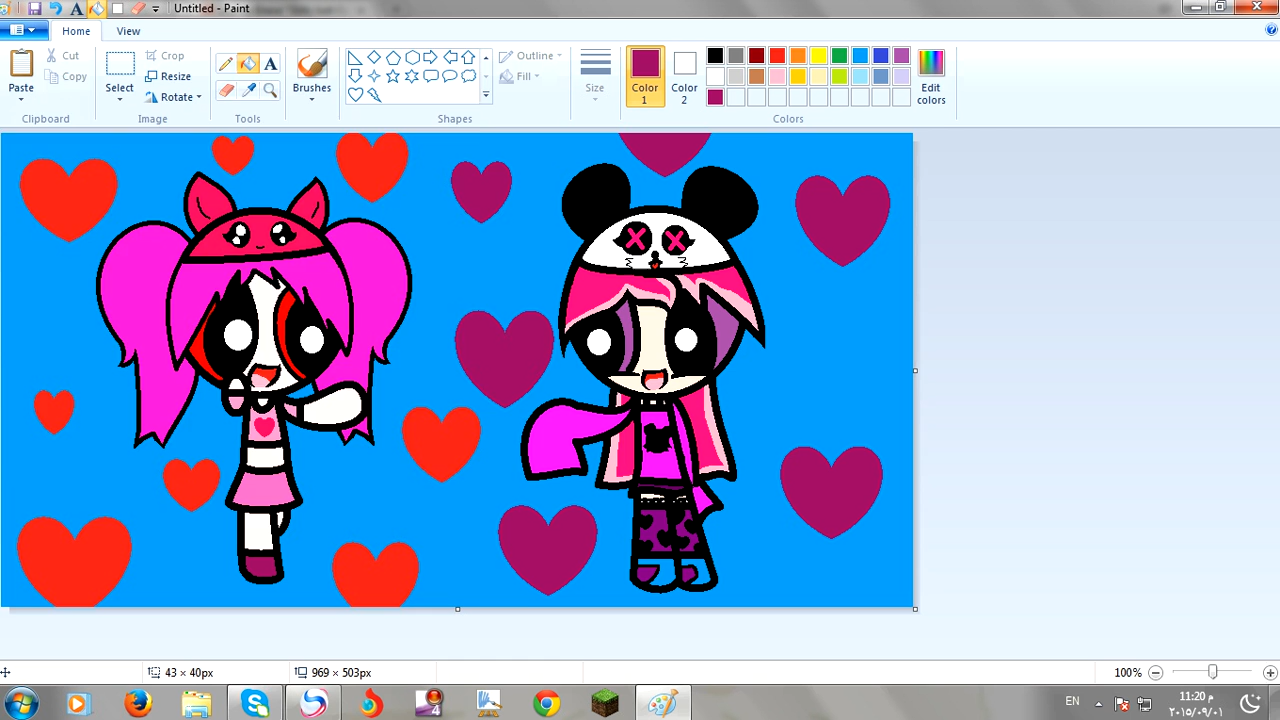 Untitled - Paint
Home
View
Paste
Cut
Copy
Clipboard
Select
Crop
Resize
Rotate
Image
A
Tools
Brushes
Outline
Fill
Shapes
Size
Color 1
Color 2
Edit colors
Colors
43 × 40px
969 × 503px
100%
4
EN
11:20 م
٢٠١٥/٠٩/٠١